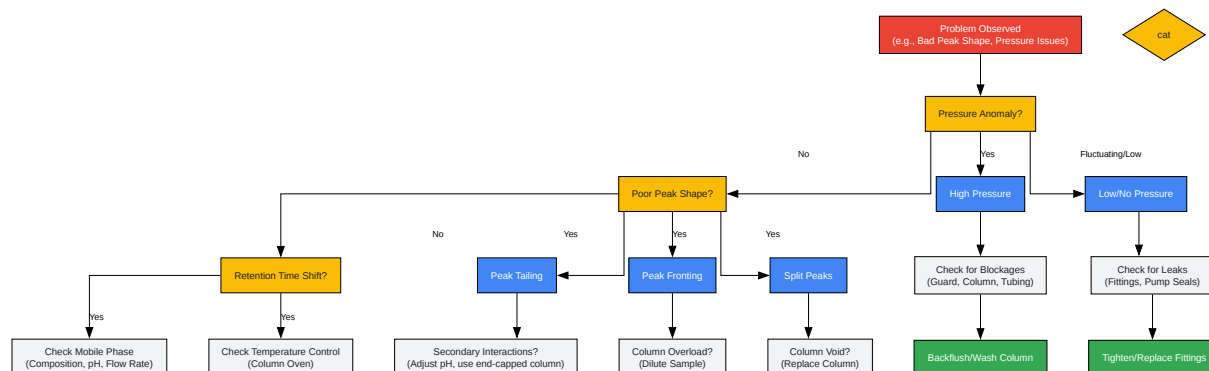 Problem Observed
(e.g., Bad Peak Shape, Pressure Issues)
cat
Pressure Anomaly?
No
Yes
Fluctuating/Low
Poor Peak Shape?
High Pressure
Low/No Pressure
No
Yes
Yes
Yes
Retention Time Shift?
Peak Tailing
Peak Fronting
Split Peaks
Check for Blockages
(Guard, Column, Tubing)
Check for Leaks
(Fittings, Pump Seals)
Yes
Yes
Check Mobile Phase
(Composition, pH, Flow Rate)
Check Temperature Control
(Column Oven)
Secondary Interactions?
(Adjust pH, use end-capped column)
Column Overload?
(Dilute Sample)
Column Void?
(Replace Column)
Backflush/Wash Column
Tighten/Replace Fittings